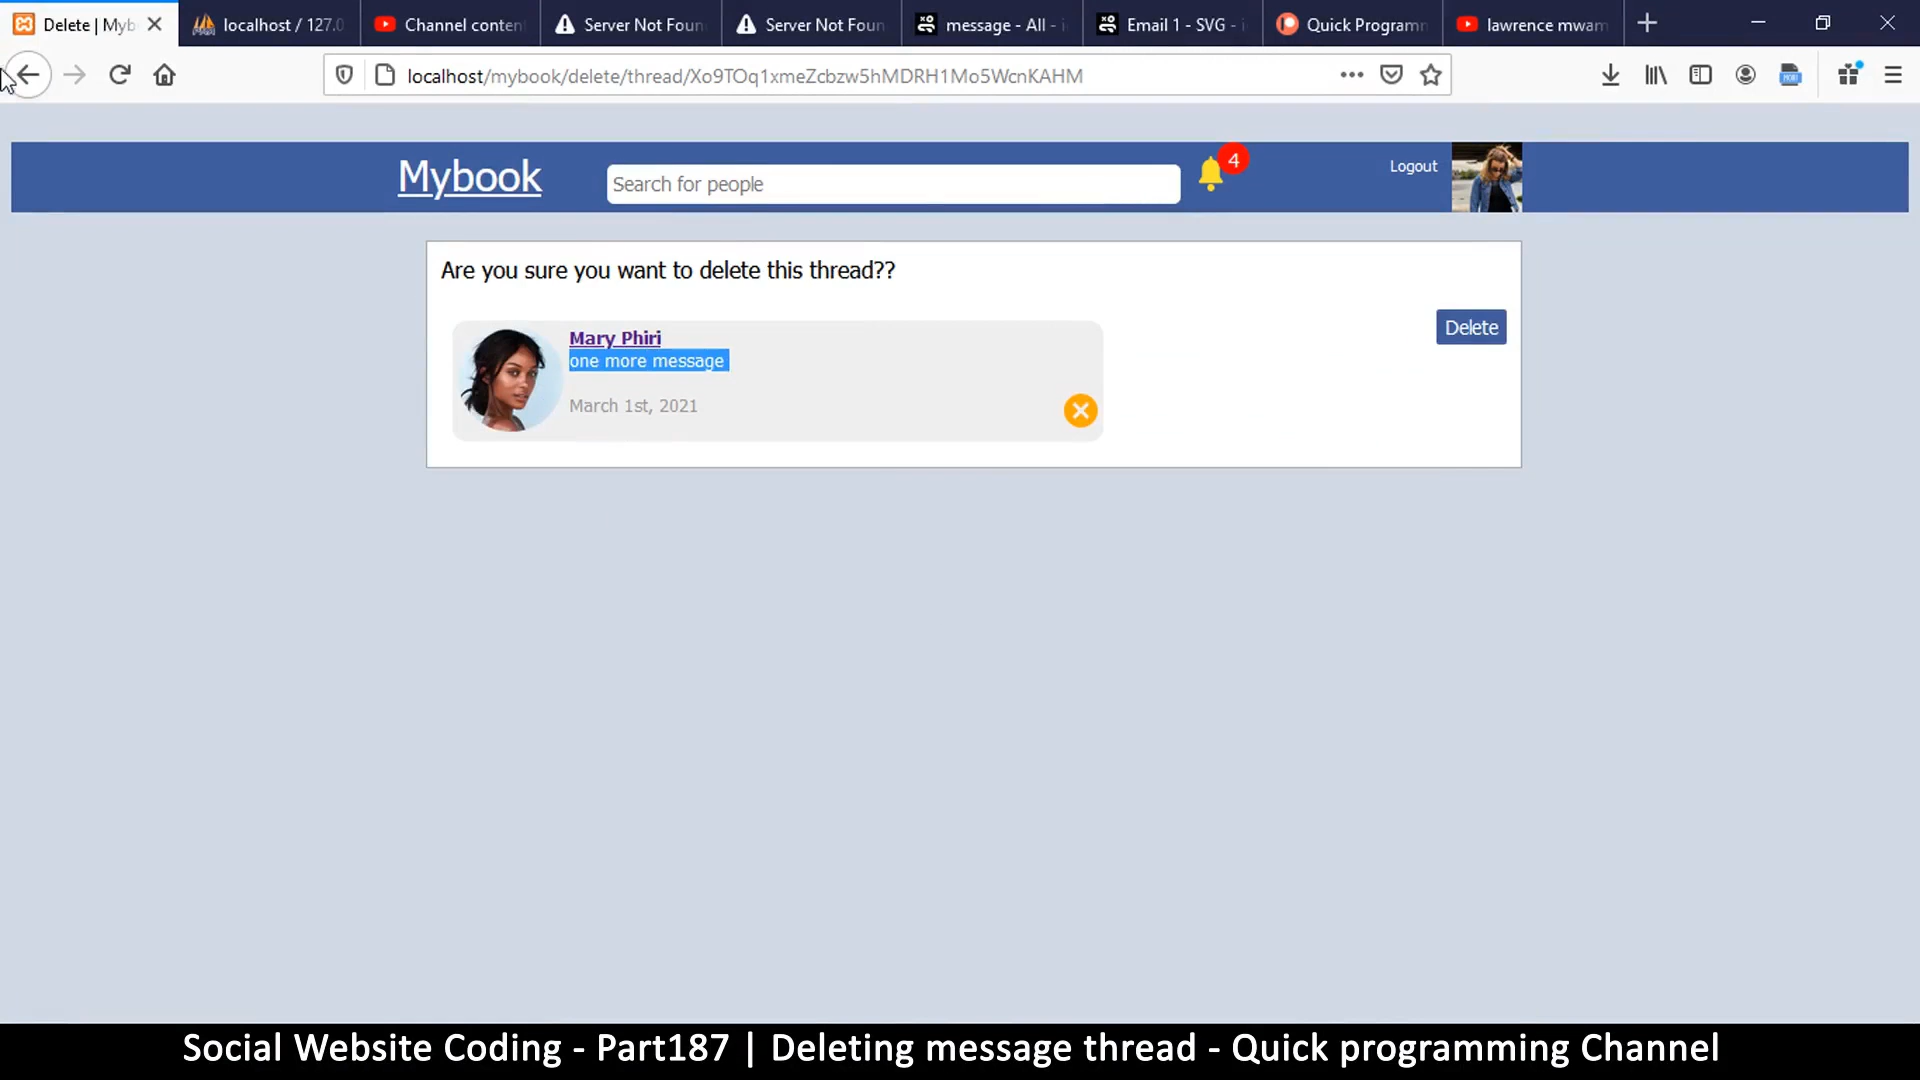 Delete | Myb
localhost / 127.0
Channel conten
Server Not Foun
Server Not Foun
message - All - i
Email 1 - SVG - i
Quick Programm
lawrence mwam
localhost/mybook/delete/thread/Xo9TOq1xmeZcbzw5hMDRH1Mo5WcnKAHM
Mybook
Search for people
4
Logout
Are you sure you want to delete this thread??
Delete
Mary Phiri
one more message
March 1st, 2021
Social Website Coding - Part187 | Deleting message thread - Quick programming Channel